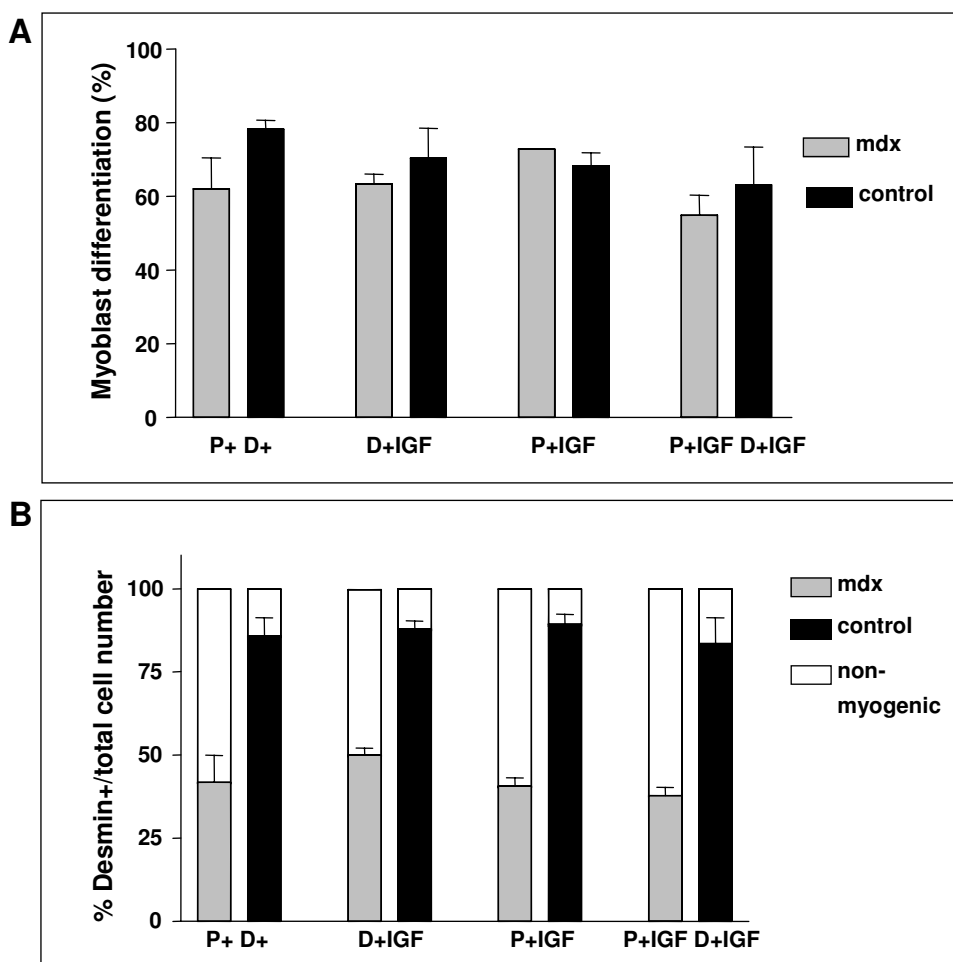 A
Myoblast differentiation (%)
100
80
60
40
20
0
P+ D+
D+IGF
P+IGF
P+IGF D+IGF
mdx
control
B
% Desmin+/total cell number
100
75
50
25
0
P+ D+
D+IGF
P+IGF
P+IGF D+IGF
mdx
control
non-
myogenic